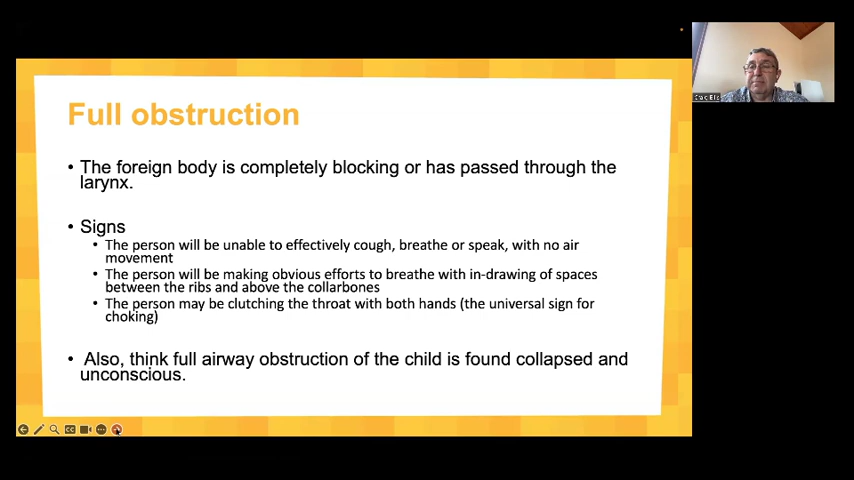 Full obstruction
• The foreign body is completely blocking or has passed through the
larynx.
• Signs
• The person will be unable to effectively cough, breathe or speak, with no air
movement
• The person will be making obvious efforts to breathe with in-drawing of spaces
between the ribs and above the collarbones
• The person may be clutching the throat with both hands (the universal sign for
choking)
• Also, think full airway obstruction of the child is found collapsed and
unconscious.
CC